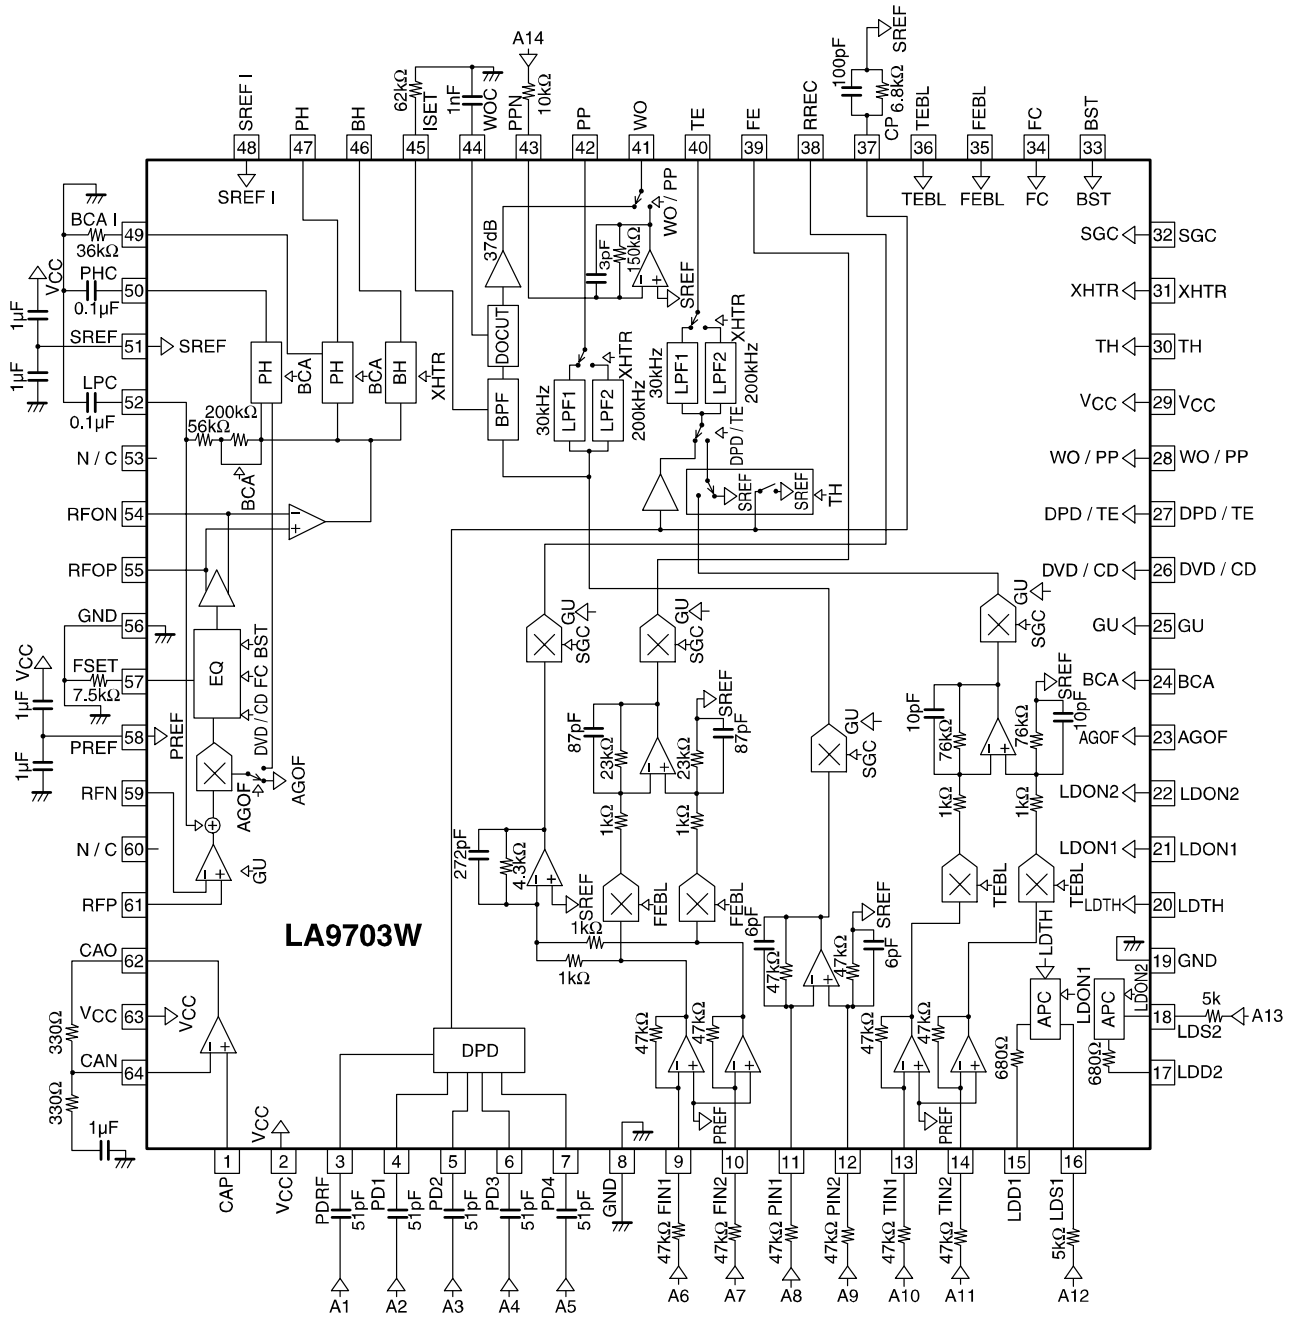 A14
SREF
100pF
6.8kΩ
62kΩ
ISET
1nF
WOC
PPN
10kΩ
SREF I
PH
BH
PP
WO
TE
FE
RREC
CP
TEBL
FEBL
FC
BST
48
47
46
45
44
43
42
41
40
39
38
37
36
35
34
33
SREF I
TEBL
FEBL
FC
BST
WO / PP
37dB
3pF
150kΩ
SREF
BCA I
49
36kΩ
VCC
PHC
50
0.1μF
1μF
SREF
51
SREF
1μF
LPC
52
0.1μF
N / C
53
RFON
54
RFOP
55
GND
56
VCC
FSET
57
7.5kΩ
1μF
PREF
58
PREF
1μF
RFN
59
N / C
60
RFP
61
CAO
62
VCC
63
VCC
330Ω
CAN
64
330Ω
1μF
PH
BCA
PH
BCA
BH
XHTR
200kΩ
56kΩ
BCA
DOCUT
BPF
30kHz
LPF1
LPF2
200kHz
XHTR
30kHz
LPF1
LPF2
200kHz
XHTR
DPD / TE
SREF
SREF
TH
EQ
DVD / CD
FC
BST
AGOF
AGOF
GU
GU
SGC
GU
SGC
GU
SGC
GU
SGC
87pF
23kΩ
23kΩ
SREF
87pF
1kΩ
1kΩ
10pF
76kΩ
76kΩ
SREF
10pF
1kΩ
1kΩ
272pF
4.3kΩ
SREF
FEBL
FEBL
TEBL
TEBL
1kΩ
1kΩ
6pF
47kΩ
47kΩ
SREF
6pF
LA9703W
DPD
47kΩ
47kΩ
PREF
47kΩ
47kΩ
PREF
LDTH
APC
LDON1
680Ω
LDON2
APC
680Ω
SGC
32
SGC
XHTR
31
XHTR
TH
30
TH
VCC
29
VCC
WO / PP
28
WO / PP
DPD / TE
27
DPD / TE
DVD / CD
26
DVD / CD
GU
25
GU
BCA
24
BCA
AGOF
23
AGOF
LDON2
22
LDON2
LDON1
21
LDON1
LDTH
20
LDTH
19
GND
5k
18
LDS2
A13
17
LDD2
VCC
1
2
3
4
5
6
7
8
9
10
11
12
13
14
15
16
CAP
VCC
PDRF
51pF
PD1
51pF
PD2
51pF
PD3
51pF
PD4
51pF
GND
47kΩ FIN1
47kΩ FIN2
47kΩ PIN1
47kΩ PIN2
47kΩ TIN1
47kΩ TIN2
LDD1
5kΩ LDS1
A1
A2
A3
A4
A5
A6
A7
A8
A9
A10
A11
A12